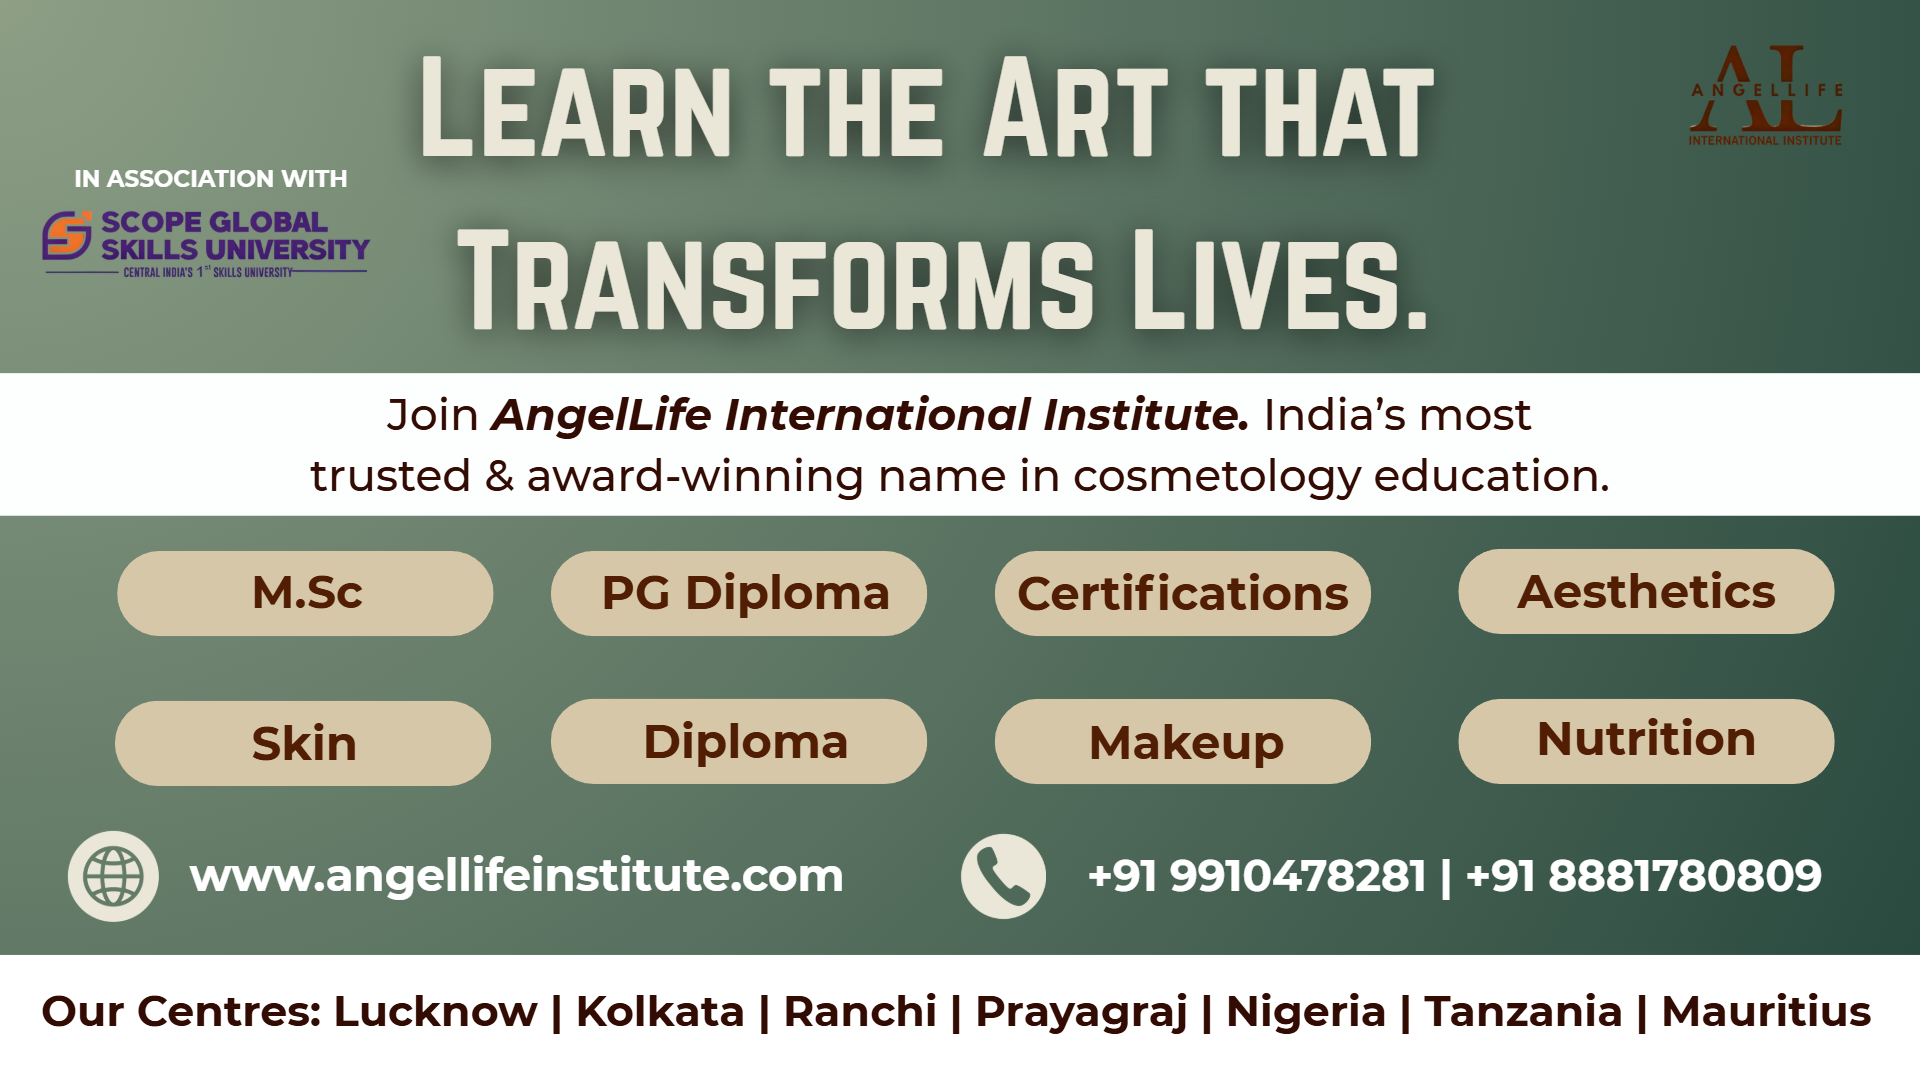 LEARN THE ART THAT
TRANSFORMS LIVES.
AL
ANGELLIFE
INTERNATIONAL INSTITUTE
IN ASSOCIATION WITH
SCOPE GLOBAL
SKILLS UNIVERSITY
CENTRAL INDIA'S 1st SKILLS UNIVERSITY
Join AngelLife International Institute. India's most
trusted & award-winning name in cosmetology education.
M.Sc PG Diploma Certifications Aesthetics
Skin Diploma Makeup Nutrition
www.angellifeinstitute.com +91 9910478281 | +91 8881780809
Our Centres: Lucknow | Kolkata | Ranchi | Prayagraj | Nigeria | Tanzania | Mauritius